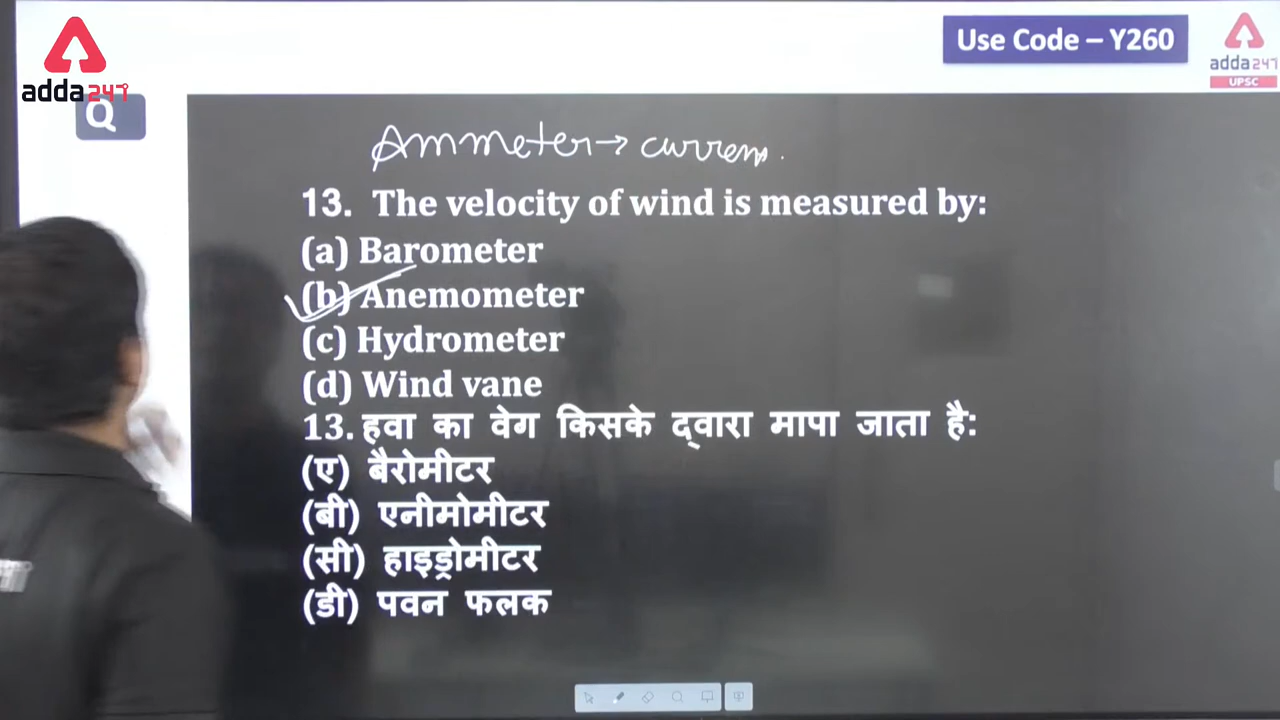 Use Code – Y260
adda247
adda247
UPSC
Q
Ammeter→
13. The velocity of wind is measured by:
(a) Barometer
(b) Anemometer
(c) Hydrometer
(d) Wind vane
13. हवा का वेग किसके द्वारा मापा जाता है:
(ए) बैरोमीटर
(बी) एनीमोमीटर
(सी) हाइड्रोमीटर
(डी) पवन फलक